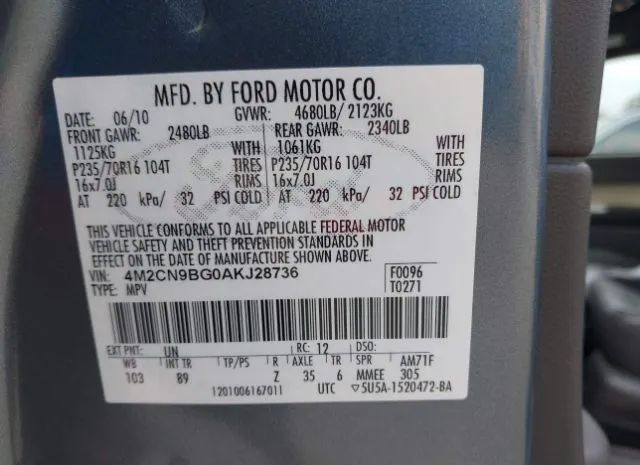 MFD. BY FORD MOTOR CO.
DATE: 06/10 GVWR: 4680LB/ 2123KG
FRONT GAWR: 2480LB REAR GAWR: 2340LB
1125KG WITH 1061KG WITH
P235/70R16 104T TIRES P235/70R16 104T TIRES
16x7.0J RIMS 16x7.0J RIMS
AT 220 kPa/ 32 PSI COLD AT 220 kPa/ 32 PSI COLD
THIS VEHICLE CONFORMS TO ALL APPLICABLE FEDERAL MOTOR
VEHICLE SAFETY AND THEFT PREVENTION STANDARDS IN
EFFECT ON THE DATE OF MANUFACTURE SHOWN ABOVE.
VIN: 4M2CN9BG0AKJ28736 F0096
TYPE: MPV T0271
EXT PNT: UN RC: 12 DSO:
WB INT TR TP/PS R AXLE TR SPR AM71F
103 89 Z 35 6 MMEE 305
1201006167011 UTC ▽5U5A-1520472-BA